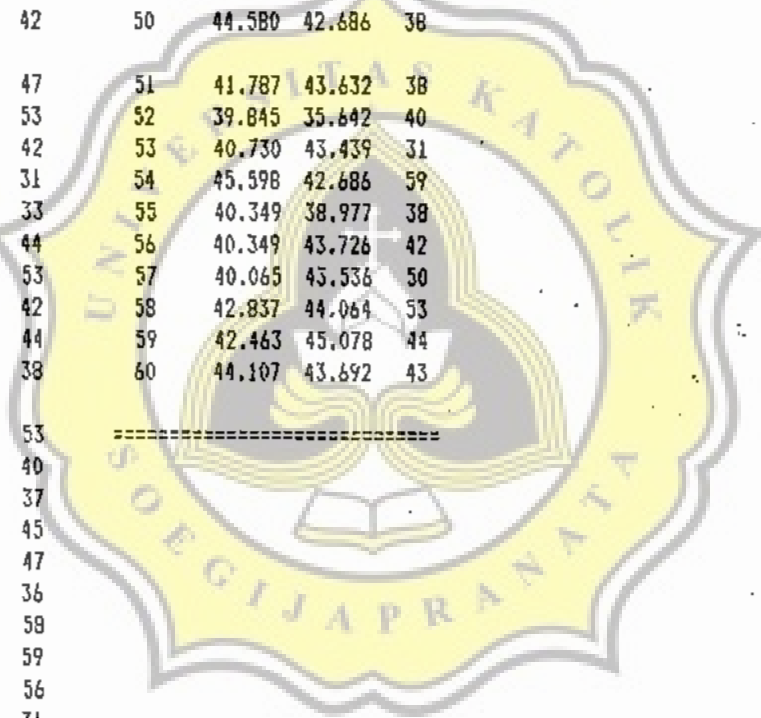 42 50 44.580 42.686 38
47 51 41.787 43.632 38
53 52 39.845 35.642 40
42 53 40.730 43.439 31
31 54 45.598 42.686 59
33 55 40.349 38.977 38
44 56 40.349 43.726 42
53 57 40.065 45.536 50
42 58 42.837 44.064 53
44 59 42.463 45.078 44
38 60 44.107 43.692 43
53 ============================
40
37
45
47
36
58
59
56
UNIVERSITAS KATOLIK
SOEGIJAPRANATA